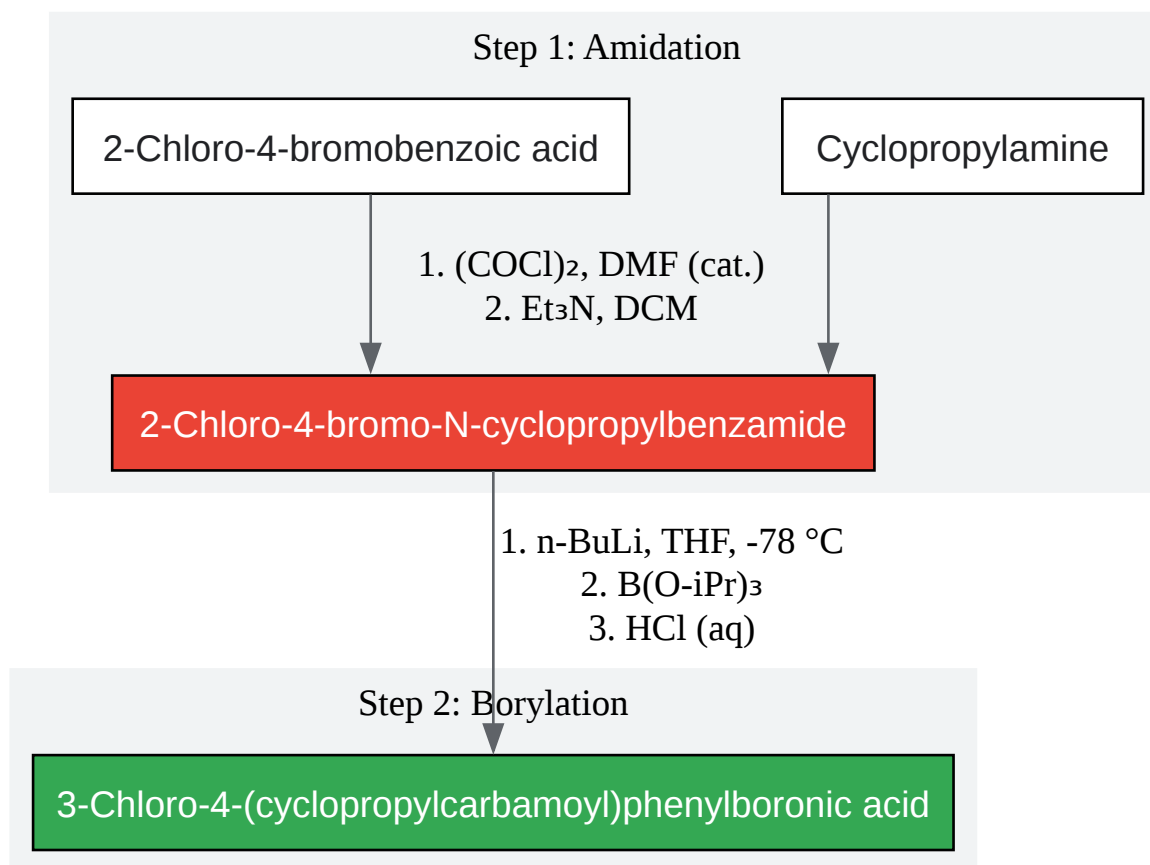 Step 1: Amidation
2-Chloro-4-bromobenzoic acid
Cyclopropylamine
1. (COCl)₂, DMF (cat.)
2. Et₃N, DCM
2-Chloro-4-bromo-N-cyclopropylbenzamide
1. n-BuLi, THF, -78 °C
2. B(O-iPr)₃
3. HCl (aq)
Step 2: Borylation
3-Chloro-4-(cyclopropylcarbamoyl)phenylboronic acid